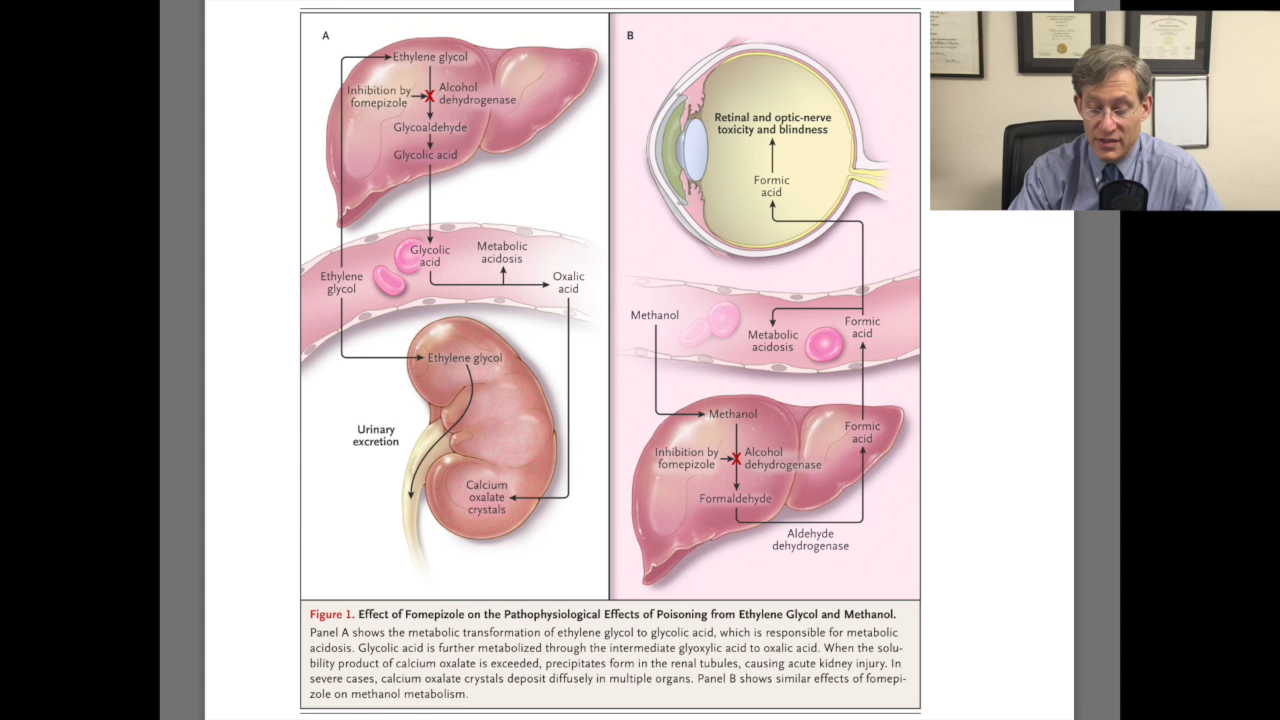 A
Ethylene glycol
Inhibition by
fomepizole
Alcohol
dehydrogenase
Glycoaldehyde
Glycolic acid
Glycolic
acid
Metabolic
acidosis
Ethylene
glycol
Oxalic
acid
Ethylene glycol
Urinary
excretion
Calcium
oxalate
crystals
B
Retinal and optic-nerve
toxicity and blindness
Formic
acid
Methanol
Metabolic
acidosis
Formic
acid
Methanol
Inhibition by
fomepizole
Alcohol
dehydrogenase
Formic
acid
Formaldehyde
Aldehyde
dehydrogenase
Figure 1. Effect of Fomepizole on the Pathophysiological Effects of Poisoning from Ethylene Glycol and Methanol.
Panel A shows the metabolic transformation of ethylene glycol to glycolic acid, which is responsible for metabolic
acidosis. Glycolic acid is further metabolized through the intermediate glyoxylic acid to oxalic acid. When the solu-
bility product of calcium oxalate is exceeded, precipitates form in the renal tubules, causing acute kidney injury. In
severe cases, calcium oxalate crystals deposit diffusely in multiple organs. Panel B shows similar effects of fomepi-
zole on methanol metabolism.